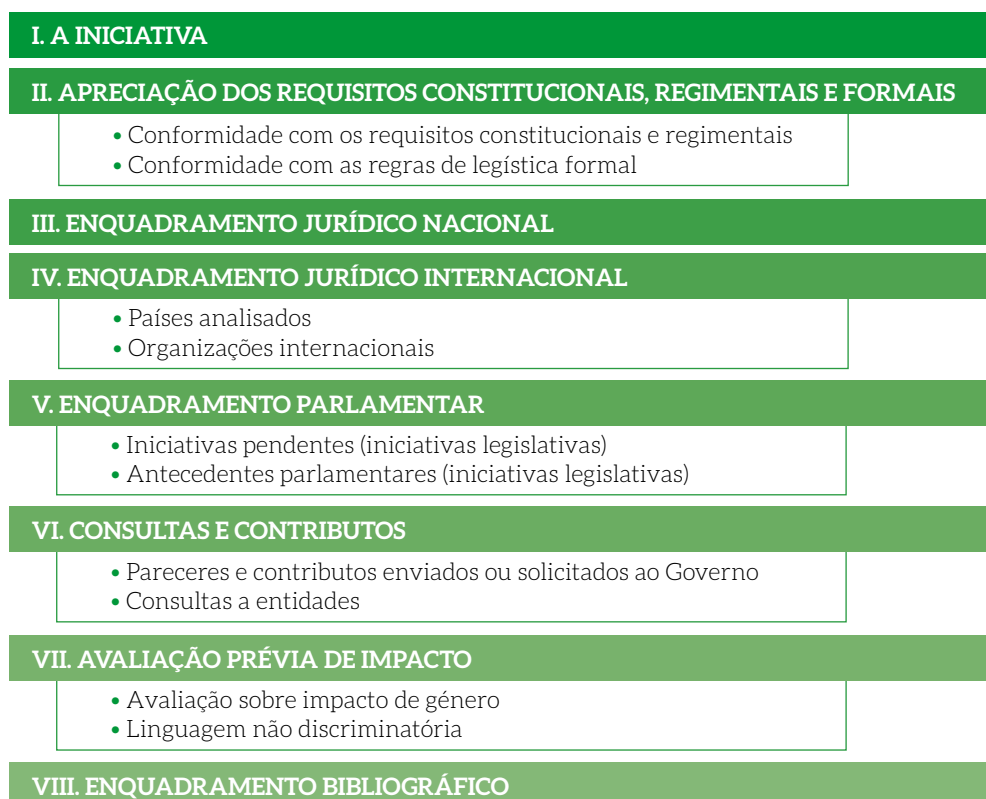 I. A INICIATIVA
II. APRECIAÇÃO DOS REQUISITOS CONSTITUCIONAIS, REGIMENTAIS E FORMAIS
• Conformidade com os requisitos constitucionais e regimentais
• Conformidade com as regras de legística formal
III. ENQUADRAMENTO JURÍDICO NACIONAL
IV. ENQUADRAMENTO JURÍDICO INTERNACIONAL
• Países analisados
• Organizações internacionais
V. ENQUADRAMENTO PARLAMENTAR
• Iniciativas pendentes (iniciativas legislativas)
• Antecedentes parlamentares (iniciativas legislativas)
VI. CONSULTAS E CONTRIBUTOS
• Pareceres e contributos enviados ou solicitados ao Governo
• Consultas a entidades
VII. AVALIAÇÃO PRÉVIA DE IMPACTO
• Avaliação sobre impacto de género
• Linguagem não discriminatória
VIII. ENQUADRAMENTO BIBLIOGRÁFICO